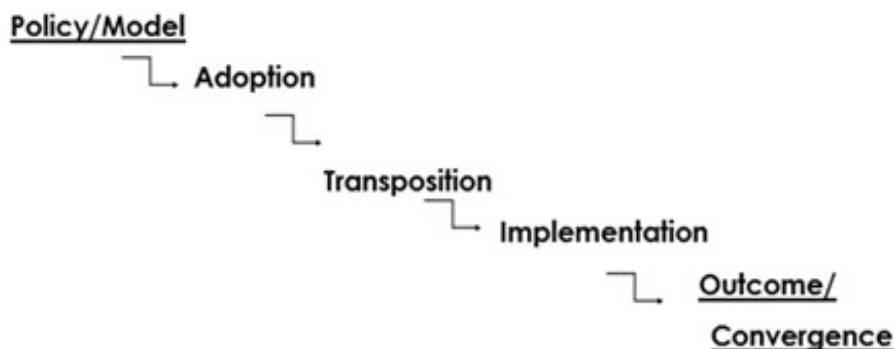 Policy/Model
Adoption
Transposition
Implementation
Outcome/
Convergence